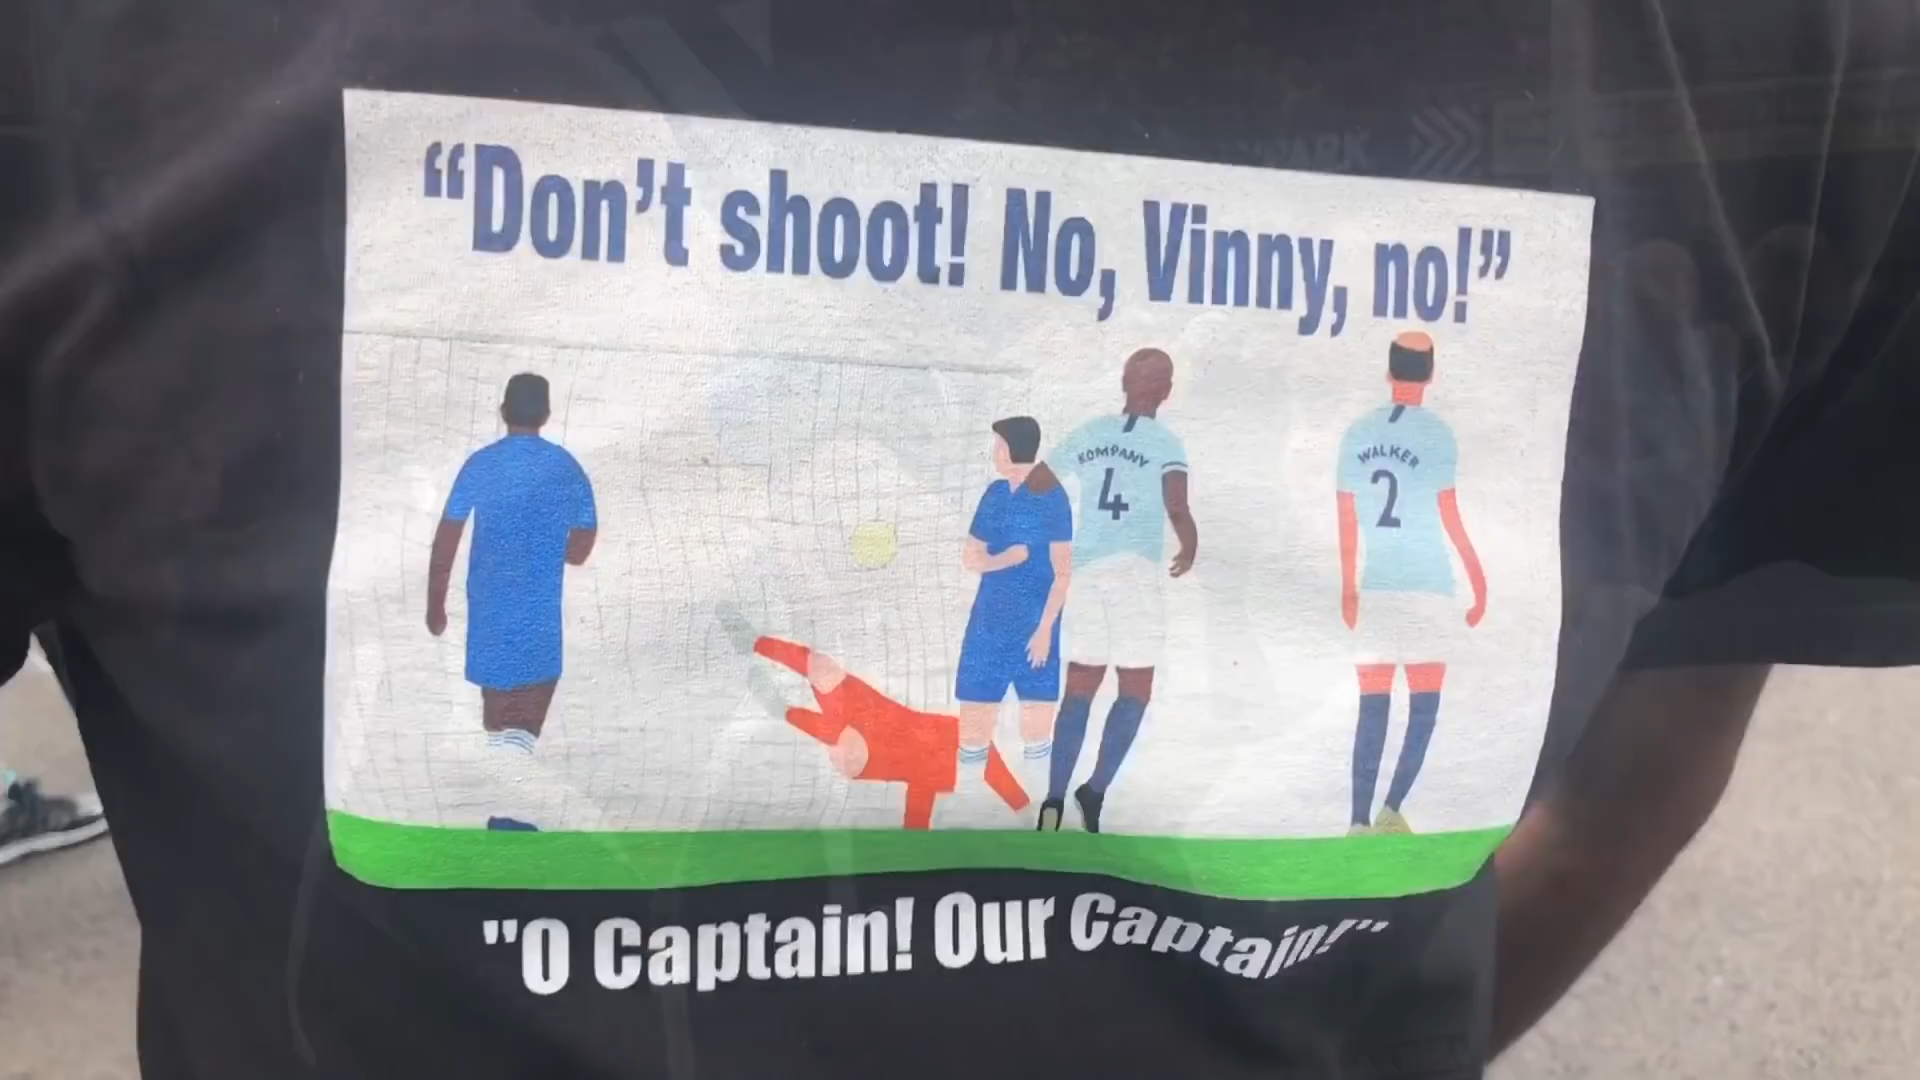 “Don’t shoot! No, Vinny, no!”
KOMPANY
4
WALKER
2
"O Captain! Our Captain!"